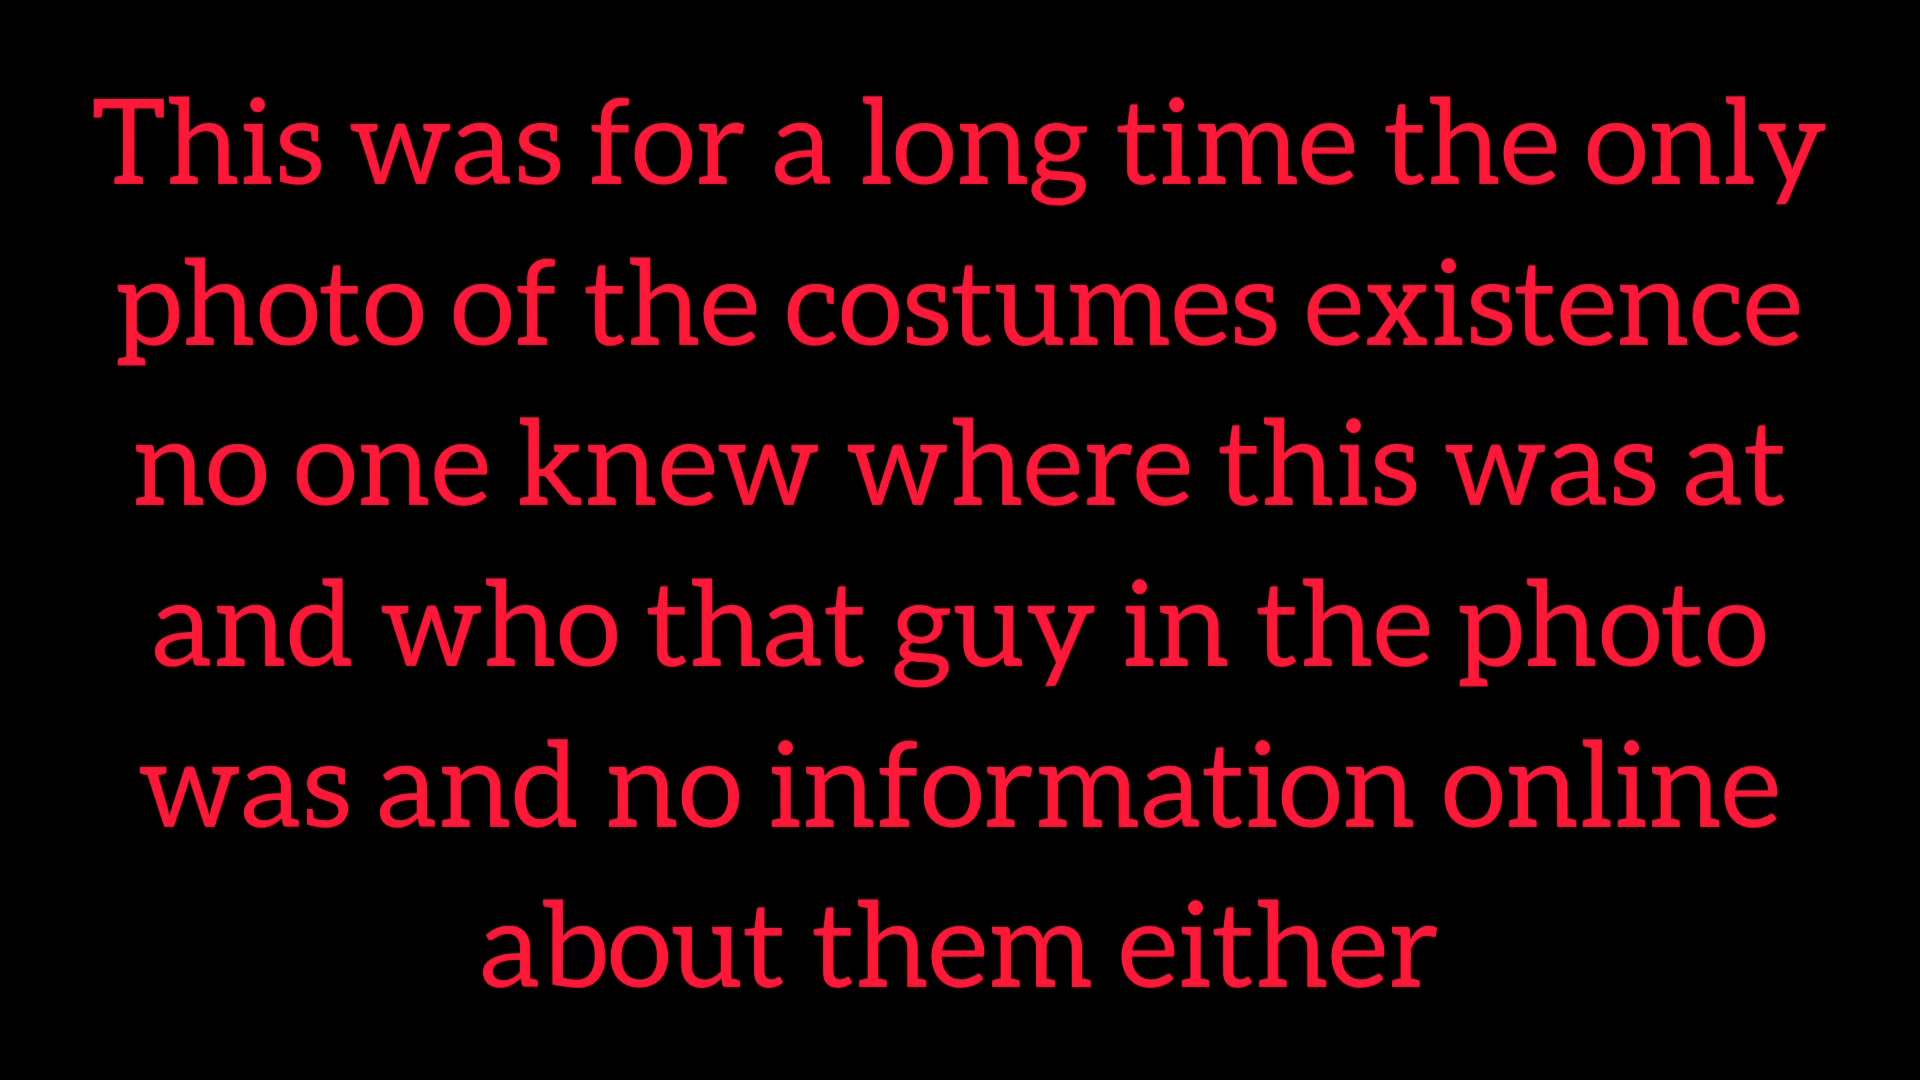 This was for a long time the only
photo of the costumes existence
no one knew where this was at
and who that guy in the photo
was and no information online
about them either